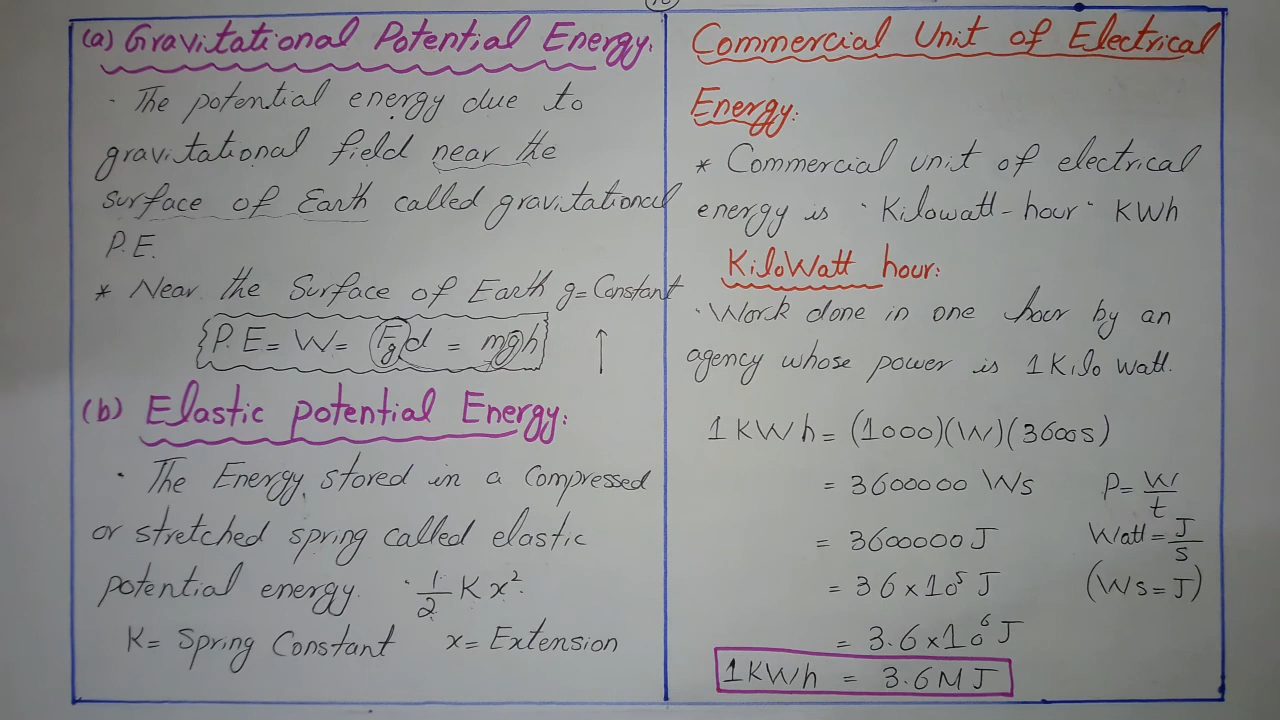 (a) Gravitational Potential Energy:
· The potential energy due to
gravitational field near the
surface of Earth called gravitational
P.E.
* Near the Surface of Earth g=Constant
P.E = W = Fgd = mgh ↑
(b) Elastic potential Energy:
· The Energy stored in a Compressed
or stretched spring called elastic
potential energy. 1/2 Kx²
K= Spring Constant x= Extension
Commercial Unit of Electrical
Energy:
* Commercial unit of electrical
energy is "Kilowatt-hour" KWh
KiloWatt hour:
· Work done in one hour by an
agency whose power is 1 Kilo watt.
1 KWh = (1000)(W)(3600s)
= 3600000 Ws P = W/t
= 3600000 J Watt = J/s
= 36 × 10⁵ J (Ws = J)
= 3.6 × 10⁶ J
1 KWh = 3.6 MJ